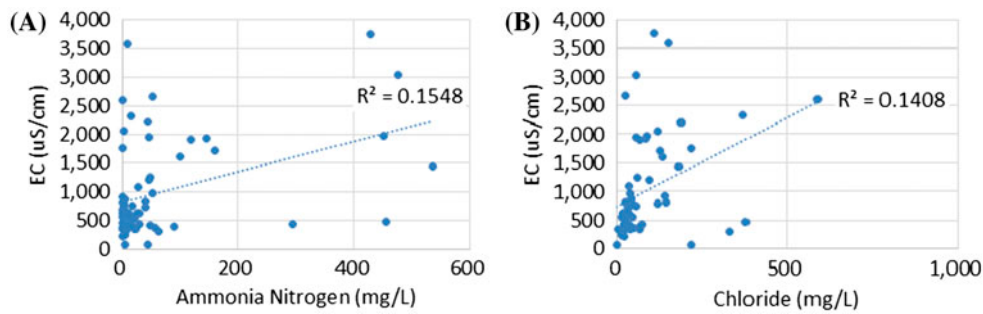 (A)
4,000
3,500
3,000
2,500
2,000
1,500
1,000
500
0
EC (uS/cm)
R² = 0.1548
0 200 400 600
Ammonia Nitrogen (mg/L)
(B)
4,000
3,500
3,000
2,500
2,000
1,500
1,000
500
0
EC (uS/cm)
R² = 0.1408
0 500 1,000
Chloride (mg/L)